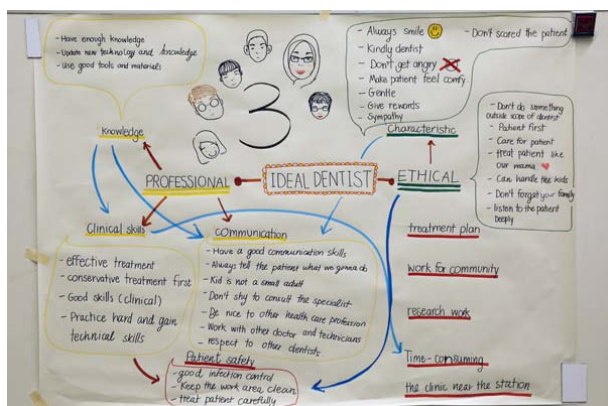 - Have enough knowledge
- Update new technology and knowledge
- Use good tools and materials
3
- Always smile
- Kindly dentist
- Don't get angry
- Make patient feel comfy
- Gentle
- Give rewards
- Sympathy
- Don't scared the patient
Knowledge
Characteristic
- Don't do something
outside scope of dentist
- Patient first
- Care for patient
- treat patient like
our mama
- Can handle the kids
- Don't forget your family
- listen to the patient
deeply
PROFESSIONAL
IDEAL DENTIST
ETHICAL
Clinical skills
- effective treatment
- conservative treatment first
- Good skills (clinical)
- Practice hard and gain
technical skills
Communication
- Have a good communication skills
- Always tell the patient what we gonna do
- Kid is not a small adult
- Don't shy to consult the specialist
- Be nice to other health care profession
- Work with other doctor and technicians
- respect to other dentists
treatment plan
work for community
research work
Time-consuming
the clinic near the station
Patient safety
- good infection control
- Keep the work area clean
- treat patient carefully